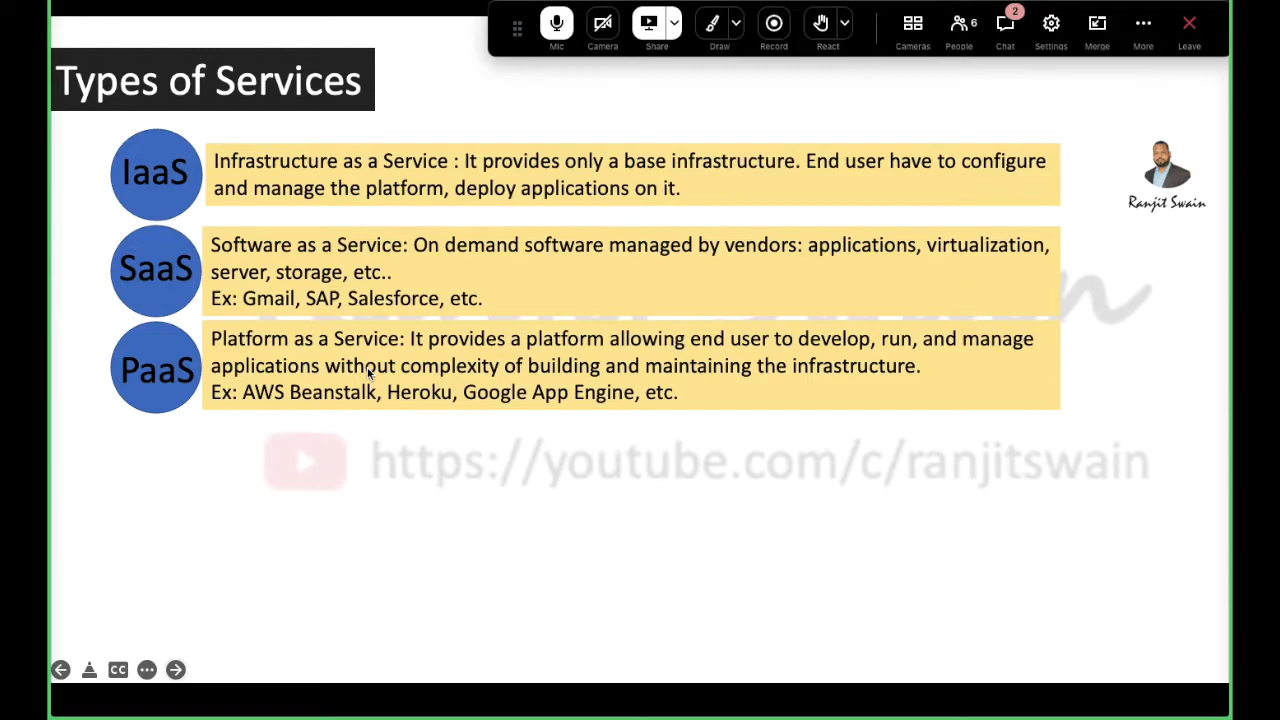 2
6
Mic Camera Share Draw Record React Cameras People Chat Settings Merge More Leave
Types of Services
IaaS
Infrastructure as a Service : It provides only a base infrastructure. End user have to configure
and manage the platform, deploy applications on it.
Ranjit Swain
SaaS
Software as a Service: On demand software managed by vendors: applications, virtualization,
server, storage, etc..
Ex: Gmail, SAP, Salesforce, etc.
PaaS
Platform as a Service: It provides a platform allowing end user to develop, run, and manage
applications without complexity of building and maintaining the infrastructure.
Ex: AWS Beanstalk, Heroku, Google App Engine, etc.
https://youtube.com/c/ranjitswain
CC